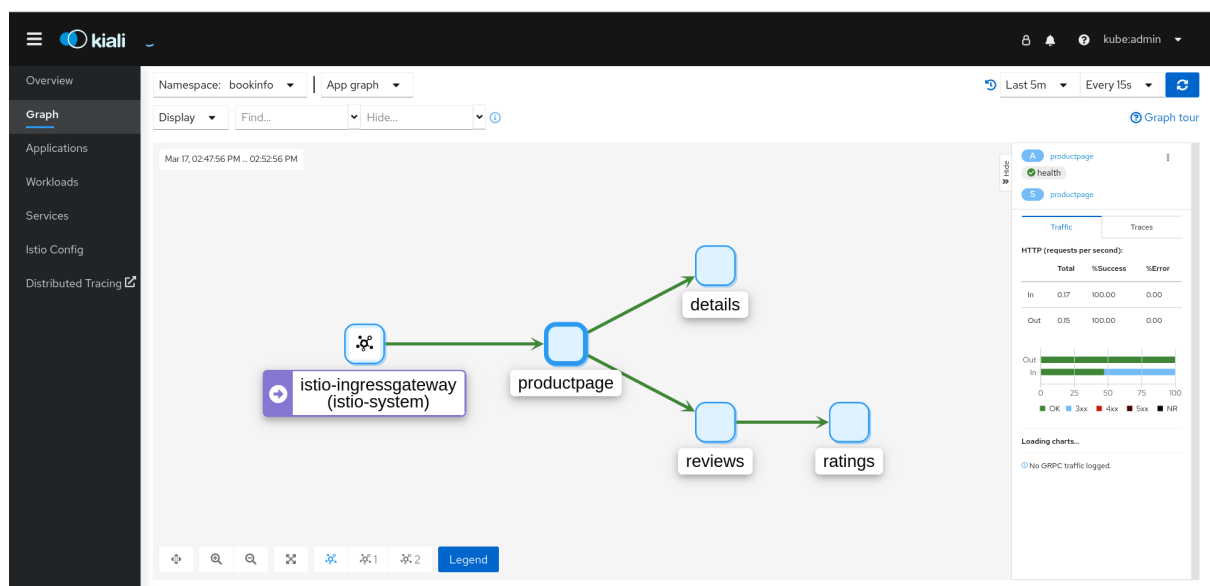 kiali
kube:admin
Overview
Graph
Applications
Workloads
Services
Istio Config
Distributed Tracing
Namespace: bookinfo
App graph
Last 5m
Every 15s
Display
Find...
Hide...
Graph tour
Mar 17, 02:47:56 PM ... 02:52:56 PM
Hide
details
istio-ingressgateway
(istio-system)
productpage
reviews
ratings
1
2
Legend
A productpage
health
S productpage
Traffic Traces
HTTP (requests per second):
Total %Success %Error
In 0.17 100.00 0.00
Out 0.15 100.00 0.00
Out
In
0 25 50 75 100
OK 3xx 4xx 5xx NR
Loading charts...
No GRPC traffic logged.